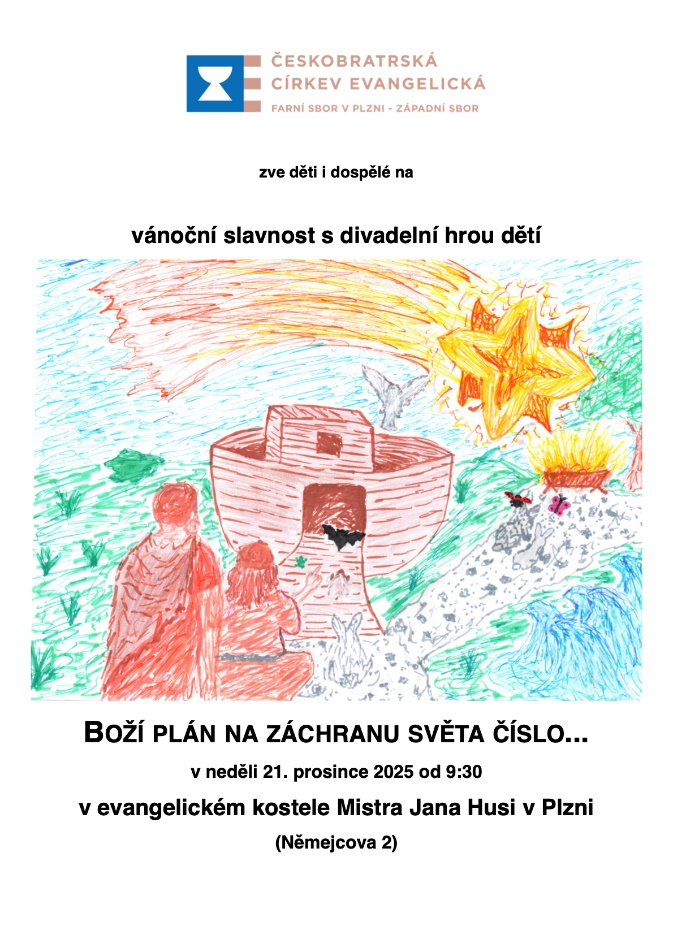 ČESKOBRATRSKÁ
CÍRKEV EVANGELICKÁ
FARNÍ SBOR V PLZNI - ZÁPADNÍ SBOR
zve děti i dospělé na
vánoční slavnost s divadelní hrou dětí
BOŽÍ PLÁN NA ZÁCHRANU SVĚTA ČÍSLO...
v neděli 21. prosince 2025 od 9:30
v evangelickém kostele Mistra Jana Husi v Plzni
(Němejcova 2)